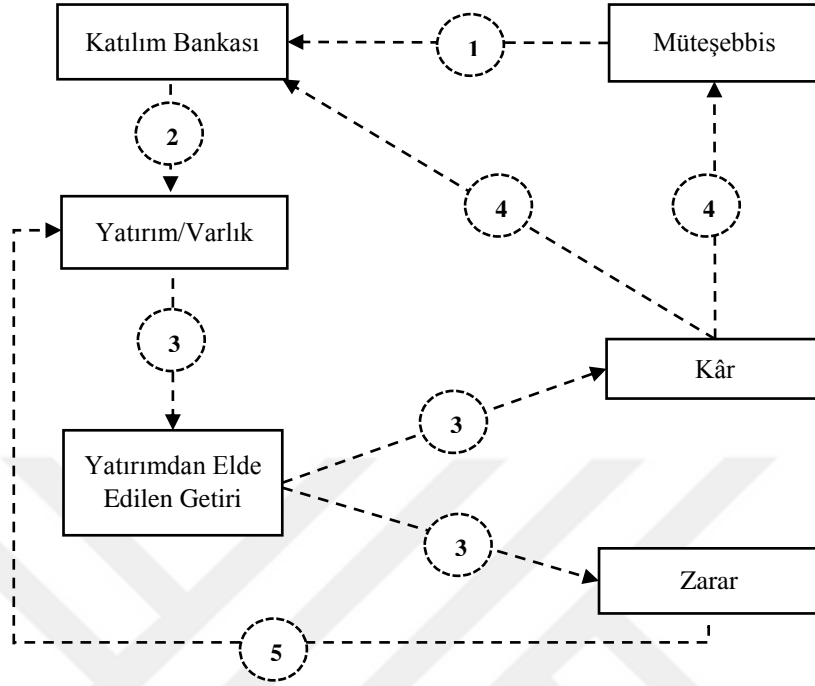 Katılım Bankası
1
Müteşebbis
2
4
4
Yatırım/Varlık
3
Kâr
3
Yatırımdan Elde
Edilen Getiri
3
Zarar
5